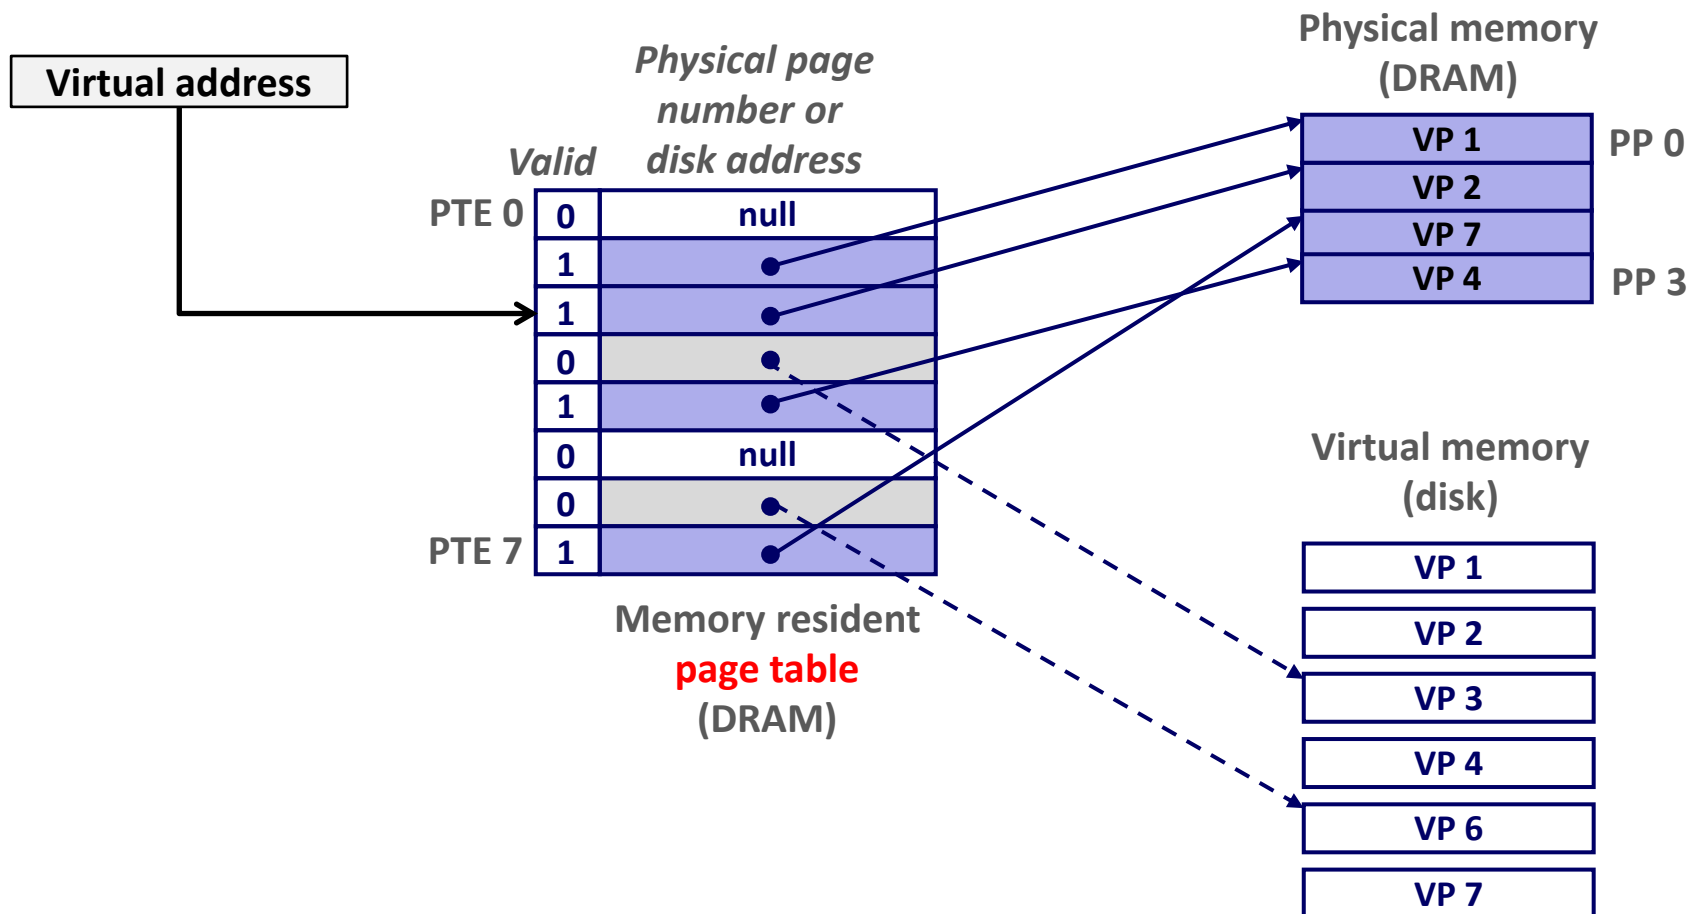 Virtual address
Physical page
number or
disk address
Valid
PTE 0
0
null
1
1
0
1
0
null
0
PTE 7
1
Memory resident
page table
(DRAM)
Physical memory
(DRAM)
VP 1
PP 0
VP 2
VP 7
VP 4
PP 3
Virtual memory
(disk)
VP 1
VP 2
VP 3
VP 4
VP 6
VP 7